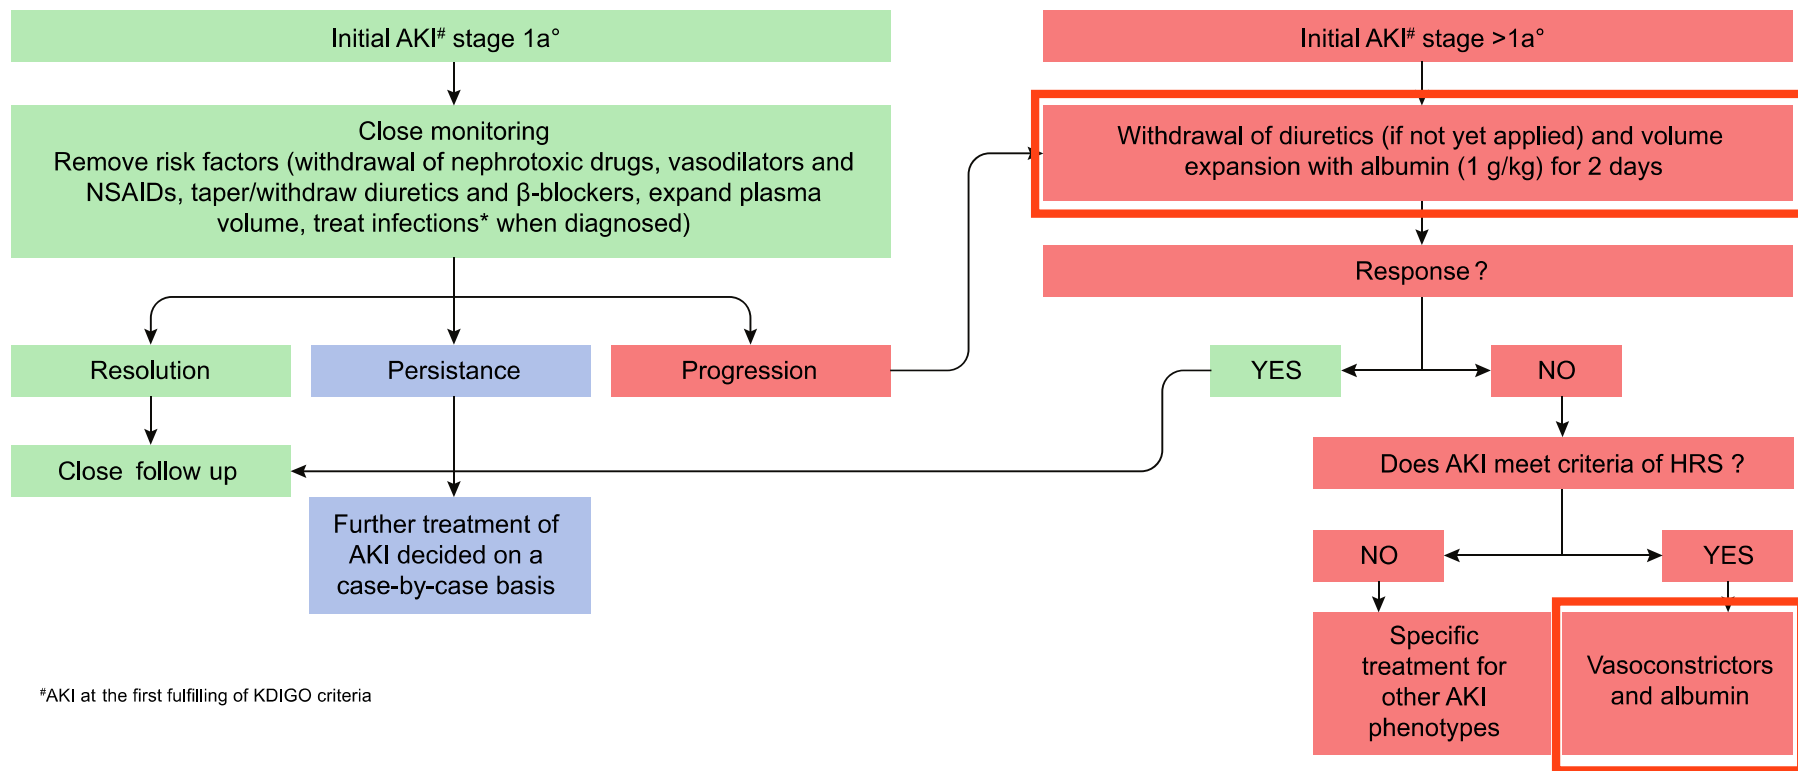 Initial AKI# stage 1a°
Close monitoring
Remove risk factors (withdrawal of nephrotoxic drugs, vasodilators and
NSAIDs, taper/withdraw diuretics and β-blockers, expand plasma
volume, treat infections* when diagnosed)
Resolution
Persistance
Progression
Close follow up
Further treatment of
AKI decided on a
case-by-case basis
#AKI at the first fulfilling of KDIGO criteria
Initial AKI# stage >1a°
Withdrawal of diuretics (if not yet applied) and volume
expansion with albumin (1 g/kg) for 2 days
Response ?
YES
NO
Does AKI meet criteria of HRS ?
NO
YES
Specific
treatment for
other AKI
phenotypes
Vasoconstrictors
and albumin